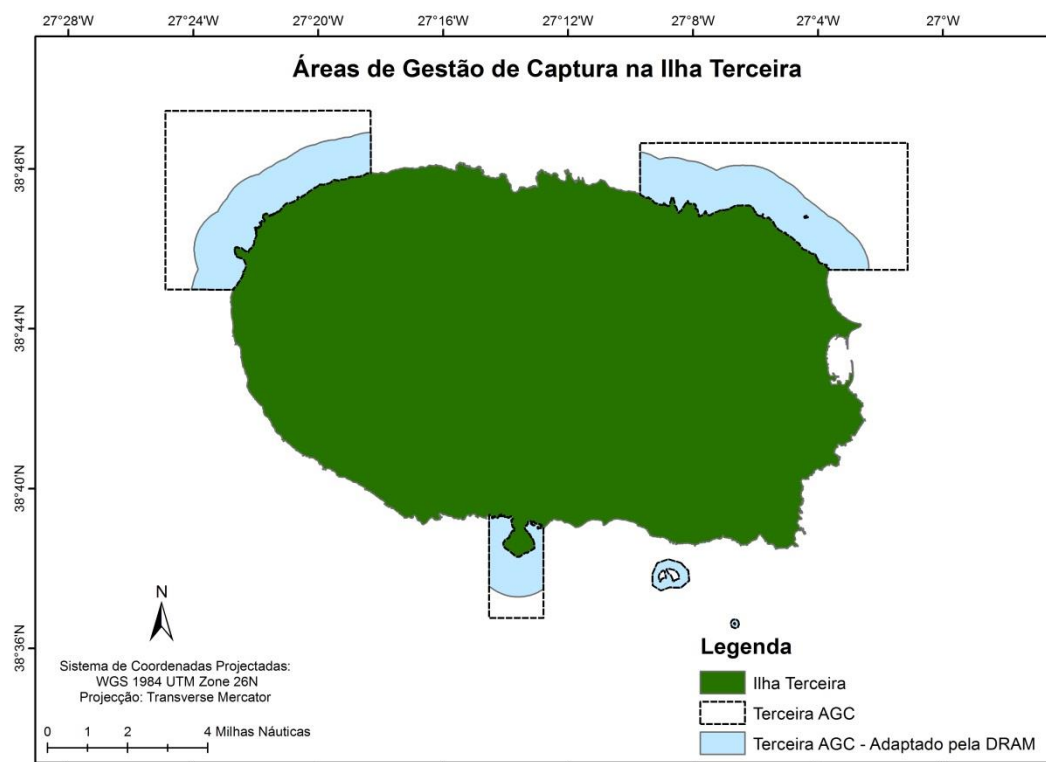 27°28'W 27°24'W 27°20'W 27°16'W 27°12'W 27°8'W 27°4'W 27°W
Áreas de Gestão de Captura na Ilha Terceira
38°48'N
38°44'N
38°40'N
38°36'N
N
Sistema de Coordenadas Projectadas:
WGS 1984 UTM Zone 26N
Projecção: Transverse Mercator
0 1 2 4 Milhas Náuticas
Legenda
Ilha Terceira
Terceira AGC
Terceira AGC - Adaptado pela DRAM